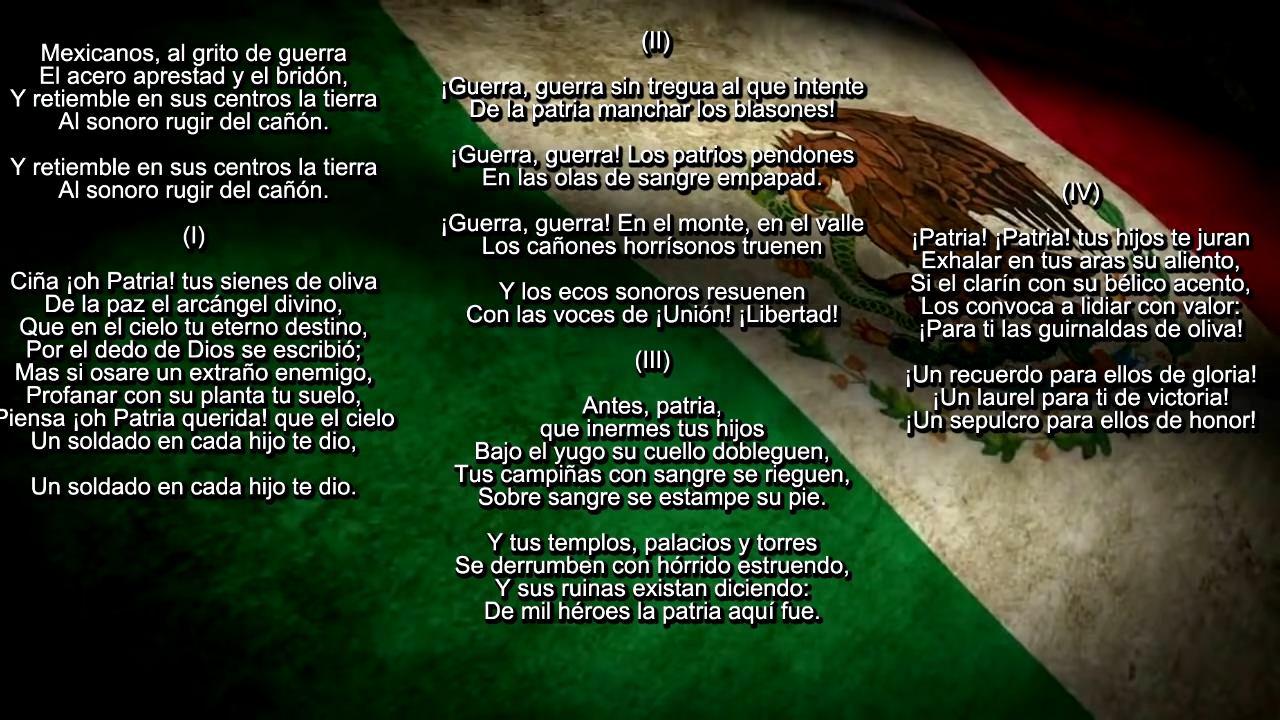 Mexicanos, al grito de guerra
El acero aprestad y el bridón,
Y retiemble en sus centros la tierra
Al sonoro rugir del cañón.
Y retiemble en sus centros la tierra
Al sonoro rugir del cañón.
(I)
Ciña ¡oh Patria! tus sienes de oliva
De la paz el arcángel divino,
Que en el cielo tu eterno destino,
Por el dedo de Dios se escribió;
Mas si osare un extraño enemigo,
Profanar con su planta tu suelo,
Piensa ¡oh Patria querida! que el cielo
Un soldado en cada hijo te dio,
Un soldado en cada hijo te dio.
(II)
¡Guerra, guerra sin tregua al que intente
De la patria manchar los blasones!
¡Guerra, guerra! Los patrios pendones
En las olas de sangre empapad.
¡Guerra, guerra! En el monte, en el valle
Los cañones horrísonos truenen
Y los ecos sonoros resuenen
Con las voces de ¡Unión! ¡Libertad!
(III)
Antes, patria,
que inermes tus hijos
Bajo el yugo su cuello dobleguen,
Tus campiñas con sangre se rieguen,
Sobre sangre se estampe su pie.
Y tus templos, palacios y torres
Se derrumben con hórrido estruendo,
Y sus ruinas existan diciendo:
De mil héroes la patria aquí fue.
(IV)
¡Patria! ¡Patria! tus hijos te juran
Exhalar en tus aras su aliento,
Si el clarín con su bélico acento,
Los convoca a lidiar con valor:
¡Para ti las guirnaldas de oliva!
¡Un recuerdo para ellos de gloria!
¡Un laurel para ti de victoria!
¡Un sepulcro para ellos de honor!